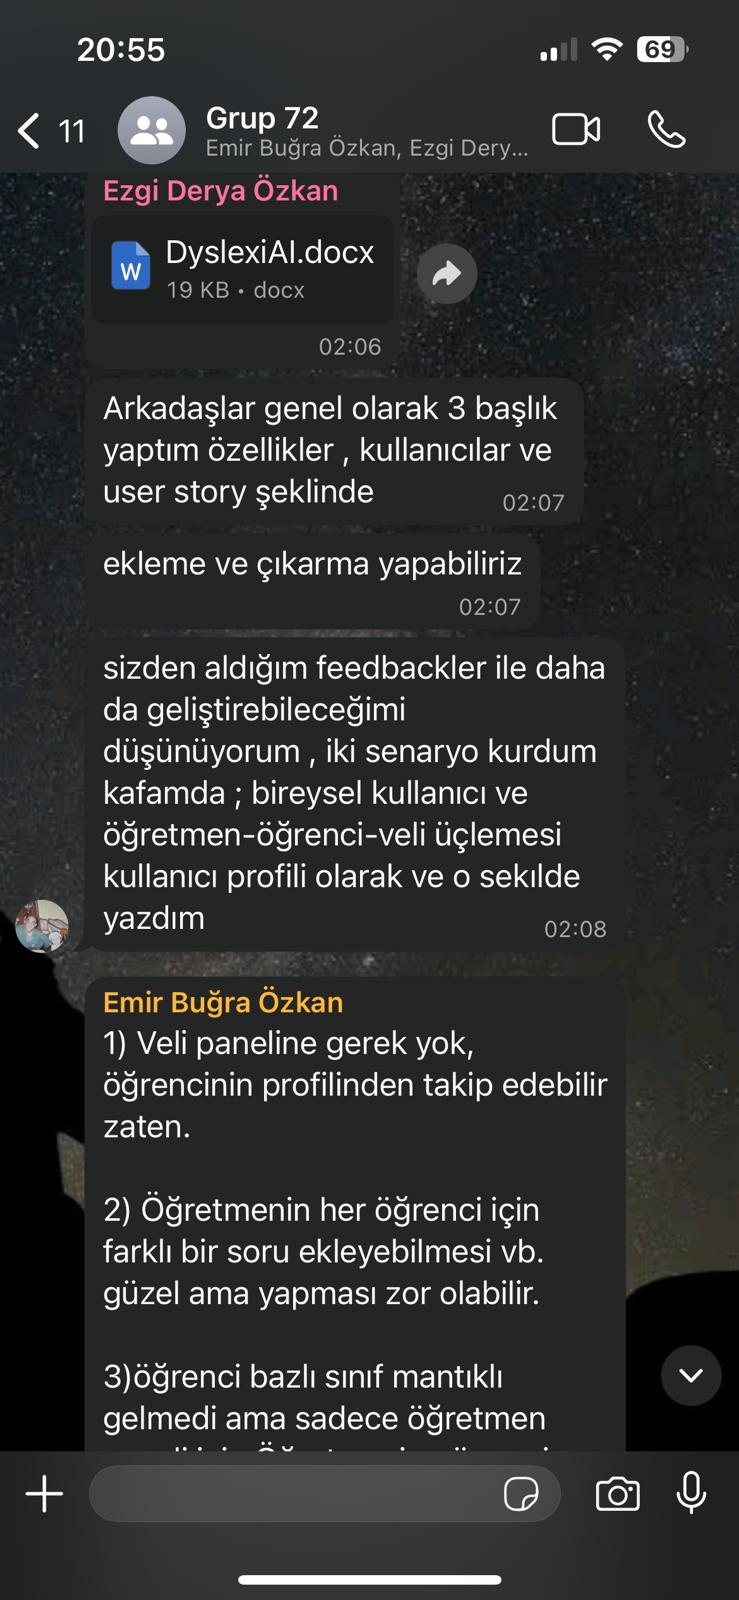 20:55
69
11
Grup 72
Emir Buğra Özkan, Ezgi Dery...
Ezgi Derya Özkan
W
DyslexiAI.docx
19 KB • docx
02:06
Arkadaşlar genel olarak 3 başlık
yaptım özellikler , kullanıcılar ve
user story şeklinde
02:07
ekleme ve çıkarma yapabiliriz
02:07
sizden aldığım feedbackler ile daha
da geliştirebileceğimi
düşünüyorum , iki senaryo kurdum
kafamda ; bireysel kullanıcı ve
öğretmen-öğrenci-veli üçlemesi
kullanıcı profili olarak ve o sekılde
yazdım
02:08
Emir Buğra Özkan
1) Veli paneline gerek yok,
öğrencinin profilinden takip edebilir
zaten.
2) Öğretmenin her öğrenci için
farklı bir soru ekleyebilmesi vb.
güzel ama yapması zor olabilir.
3)öğrenci bazlı sınıf mantıklı
gelmedi ama sadece öğretmen